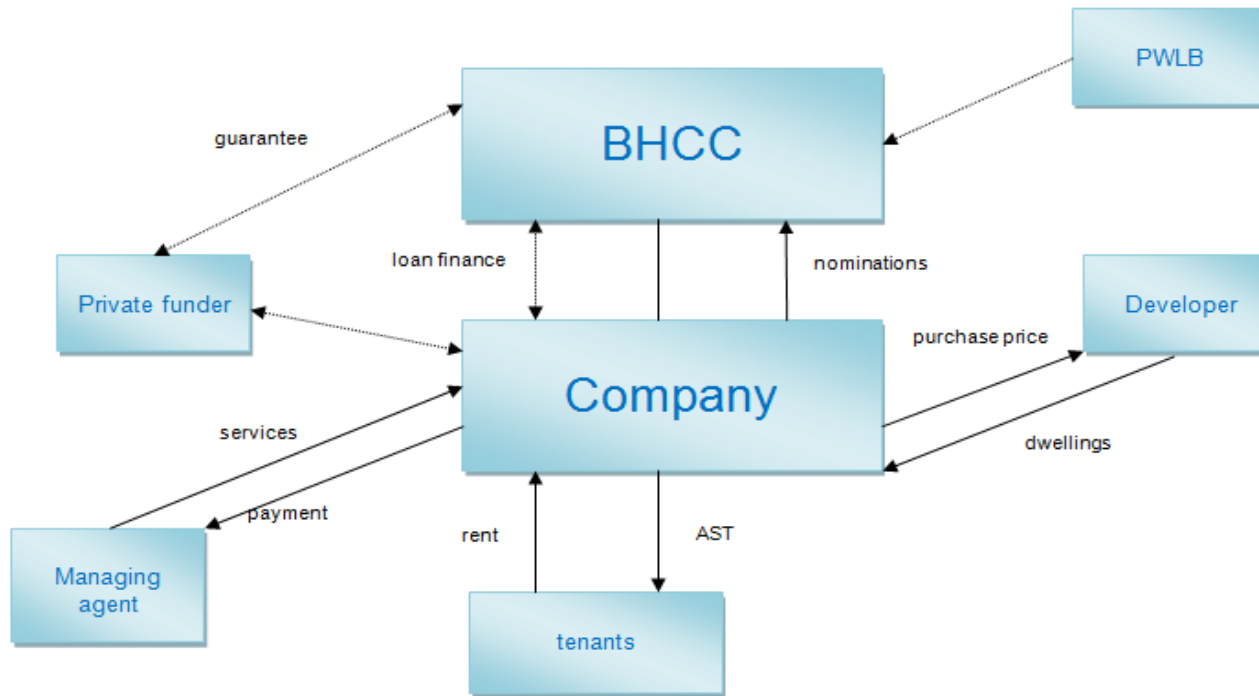 PWLB
BHCC
guarantee
loan finance
nominations
Private funder
Developer
purchase price
Company
services
dwellings
payment
rent
AST
Managing
agent
tenants